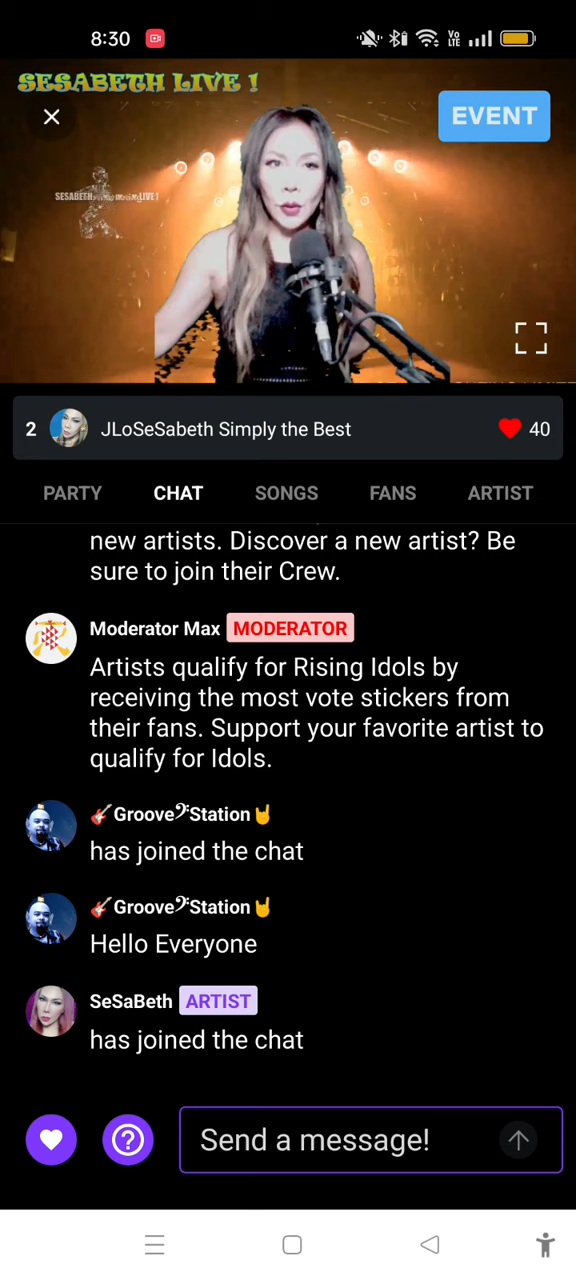 8:30
VoLTE
SESABETH LIVE !
EVENT
2 JLoSeSabeth Simply the Best 40
PARTY CHAT SONGS FANS ARTIST
new artists. Discover a new artist? Be
sure to join their Crew.
Moderator Max MODERATOR
Artists qualify for Rising Idols by
receiving the most vote stickers from
their fans. Support your favorite artist to
qualify for Idols.
🎸Groove𝄢Station🤘
has joined the chat
🎸Groove𝄢Station🤘
Hello Everyone
SeSaBeth ARTIST
has joined the chat
Send a message!